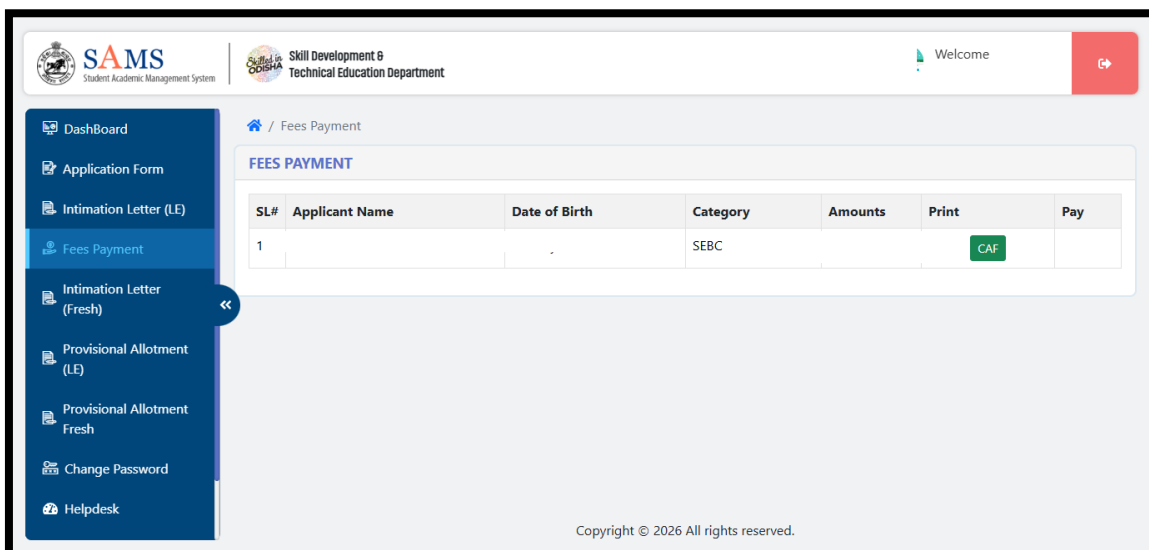 SAMS
Student Academic Management System
Skilled in
ODISHA
Skill Development &
Technical Education Department
Welcome
DashBoard
Application Form
Intimation Letter (LE)
Fees Payment
Intimation Letter
(Fresh)
Provisional Allotment
(LE)
Provisional Allotment
Fresh
Change Password
Helpdesk
/ Fees Payment
FEES PAYMENT
SL# Applicant Name Date of Birth Category Amounts Print Pay
1 SEBC CAF
Copyright © 2026 All rights reserved.